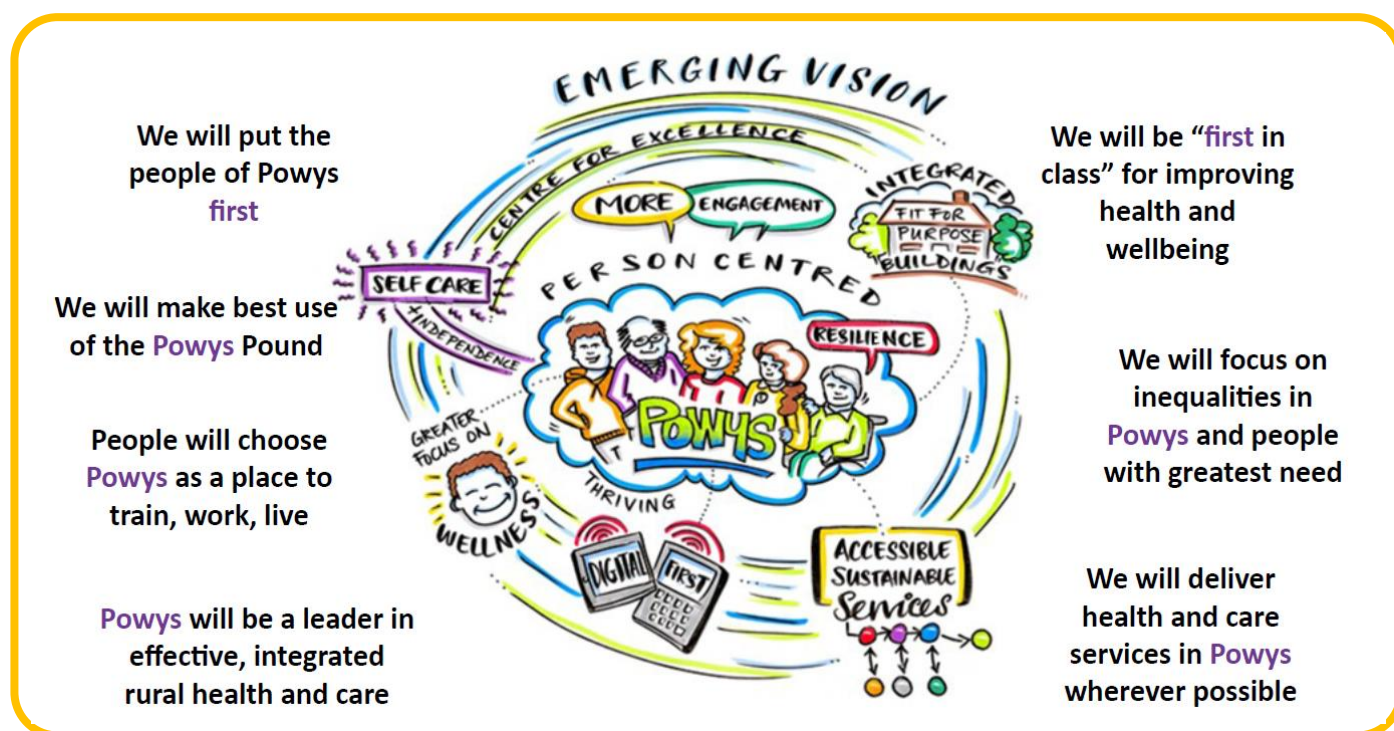 EMERGING VISION
We will put the
people of Powys
first
We will make best use
of the Powys Pound
People will choose
Powys as a place to
train, work, live
Powys will be a leader in
effective, integrated
rural health and care
CENTRE FOR EXCELLENCE
MORE ENGAGEMENT
INTEGRATED
FIT FOR
PURPOSE
"BUILDINGS"
SELF CARE
+INDEPENDENCE
PERSON CENTRED
RESILIENCE
POWYS
T
THRIVING
GREATER
FOCUS ON
WELLNESS
DIGITAL FIRST
ACCESSIBLE
SUSTAINABLE
Services
We will be “first in
class” for improving
health and
wellbeing
We will focus on
inequalities in
Powys and people
with greatest need
We will deliver
health and care
services in Powys
wherever possible